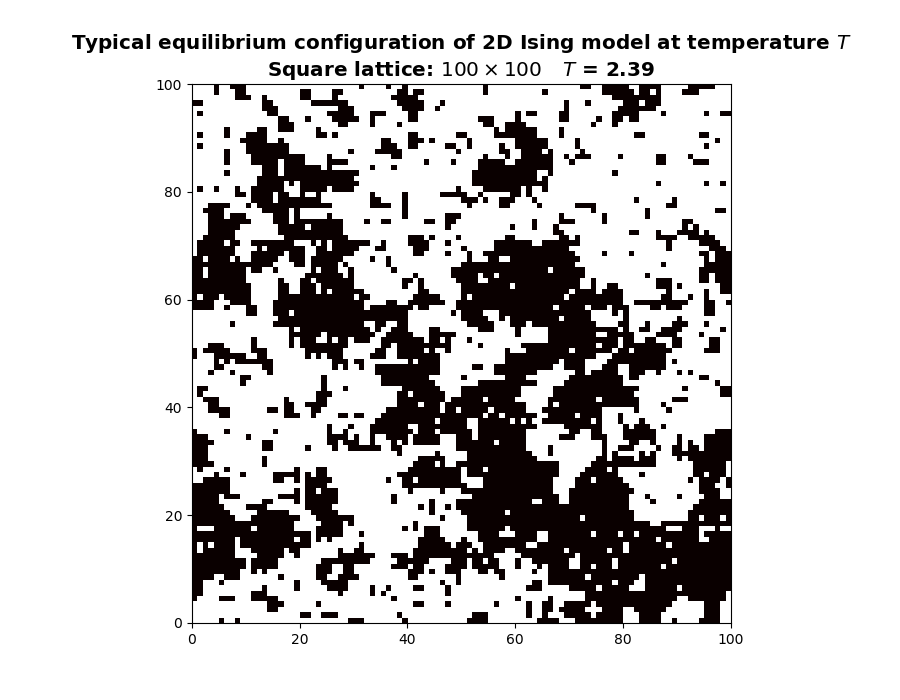 Typical equilibrium configuration of 2D Ising model at temperature T
Square lattice: 100 × 100 T = 2.39
100
80
60
40
20
0
0 20 40 60 80 100